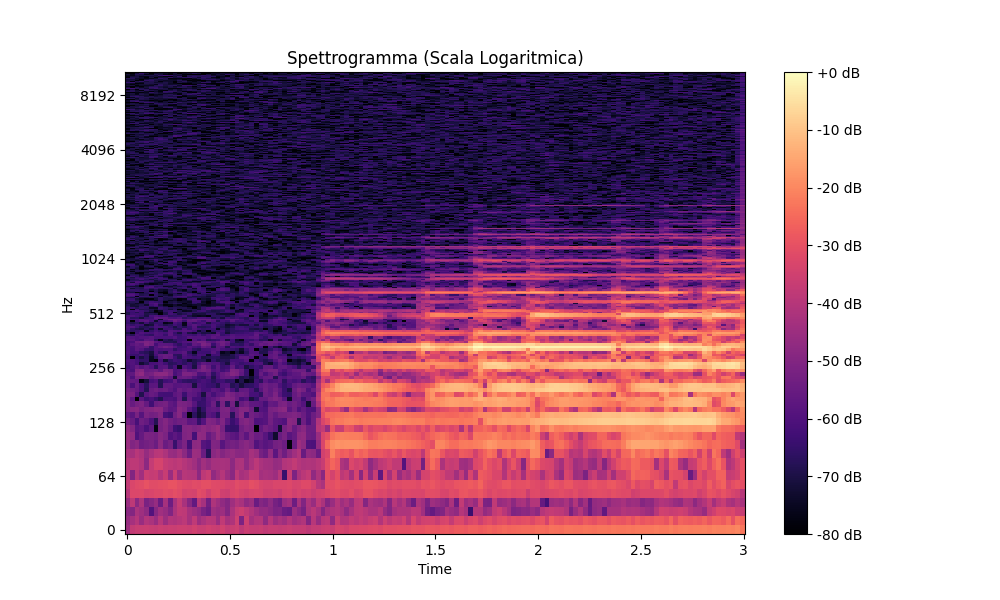 Spettrogramma (Scala Logaritmica)
8192
4096
2048
1024
512
256
128
64
0
Hz
0
0.5
1
1.5
2
2.5
3
Time
+0 dB
-10 dB
-20 dB
-30 dB
-40 dB
-50 dB
-60 dB
-70 dB
-80 dB